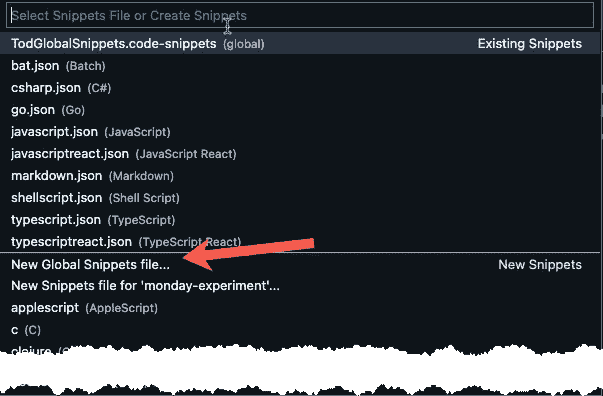 Select Snippets File or Create Snippets
TodGlobalSnippets.code-snippets (global) Existing Snippets
bat.json (Batch)
csharp.json (C#)
go.json (Go)
javascript.json (JavaScript)
javascriptreact.json (JavaScript React)
markdown.json (Markdown)
shellscript.json (Shell Script)
typescript.json (TypeScript)
typescriptreact.json (TypeScript React)
New Global Snippets file... New Snippets
New Snippets file for 'monday-experiment'...
applescript (AppleScript)
c (C)
clojure